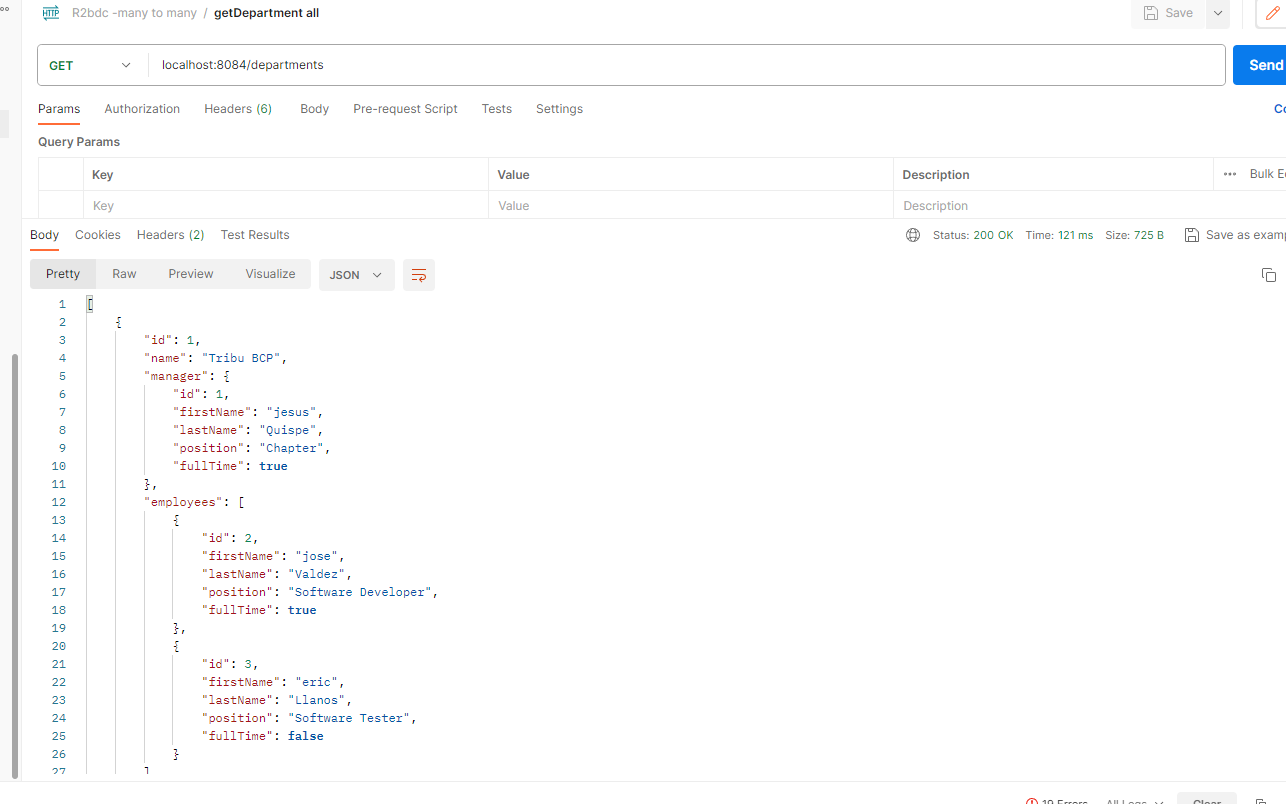 HTTP R2bdc -many to many / getDepartment all Save
GET localhost:8084/departments Send
Params Authorization Headers (6) Body Pre-request Script Tests Settings
Query Params
Key Value Description ••• Bulk
Key Value Description
Body Cookies Headers (2) Test Results Status: 200 OK Time: 121 ms Size: 725 B Save as
Pretty Raw Preview Visualize JSON
1 [
2 {
3 "id": 1,
4 "name": "Tribu BCP",
5 "manager": {
6 "id": 1,
7 "firstName": "jesus",
8 "lastName": "Quispe",
9 "position": "Chapter",
10 "fullTime": true
11 },
12 "employees": [
13 {
14 "id": 2,
15 "firstName": "jose",
16 "lastName": "Valdez",
17 "position": "Software Developer",
18 "fullTime": true
19 },
20 {
21 "id": 3,
22 "firstName": "eric",
23 "lastName": "Llanos",
24 "position": "Software Tester",
25 "fullTime": false
26 }
27 ]
19 Errors All Logs Clear